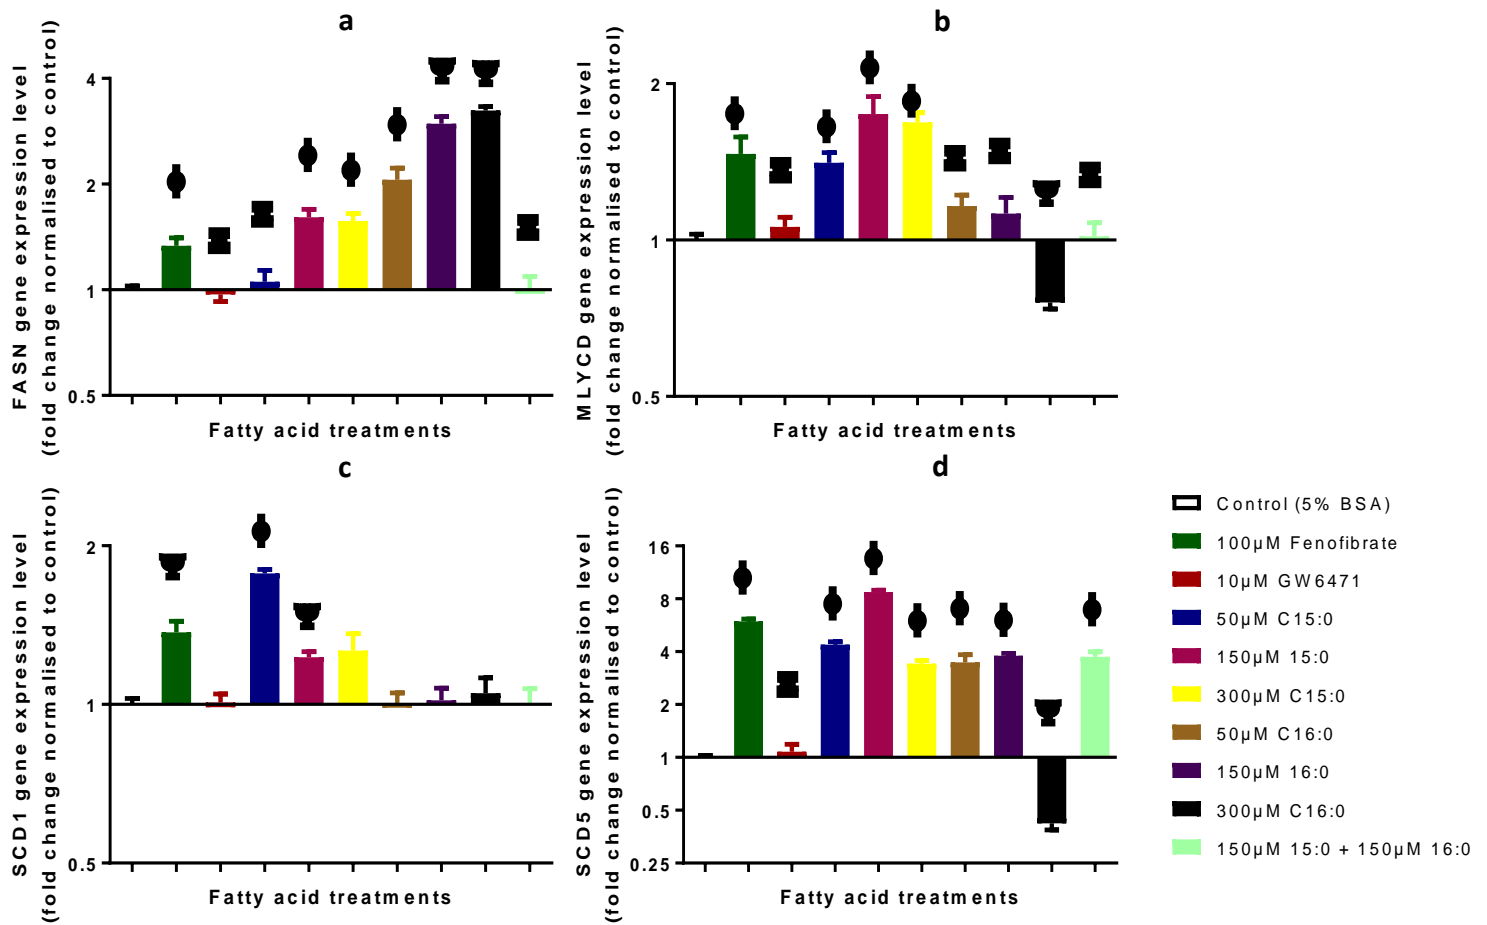 a
FASN gene expression level
(fold change normalised to control)
4
2
1
0.5
Fatty acid treatments
b
MLYCD gene expression level
(fold change normalised to control)
2
1
0.5
Fatty acid treatments
c
SCD1 gene expression level
(fold change normalised to control)
2
1
0.5
Fatty acid treatments
d
SCD5 gene expression level
(fold change normalised to control)
16
8
4
2
1
0.5
0.25
Fatty acid treatments
Control (5% BSA)
100µM Fenofibrate
10µM GW6471
50µM C15:0
150µM 15:0
300µM C15:0
50µM C16:0
150µM 16:0
300µM C16:0
150µM 15:0 + 150µM 16:0